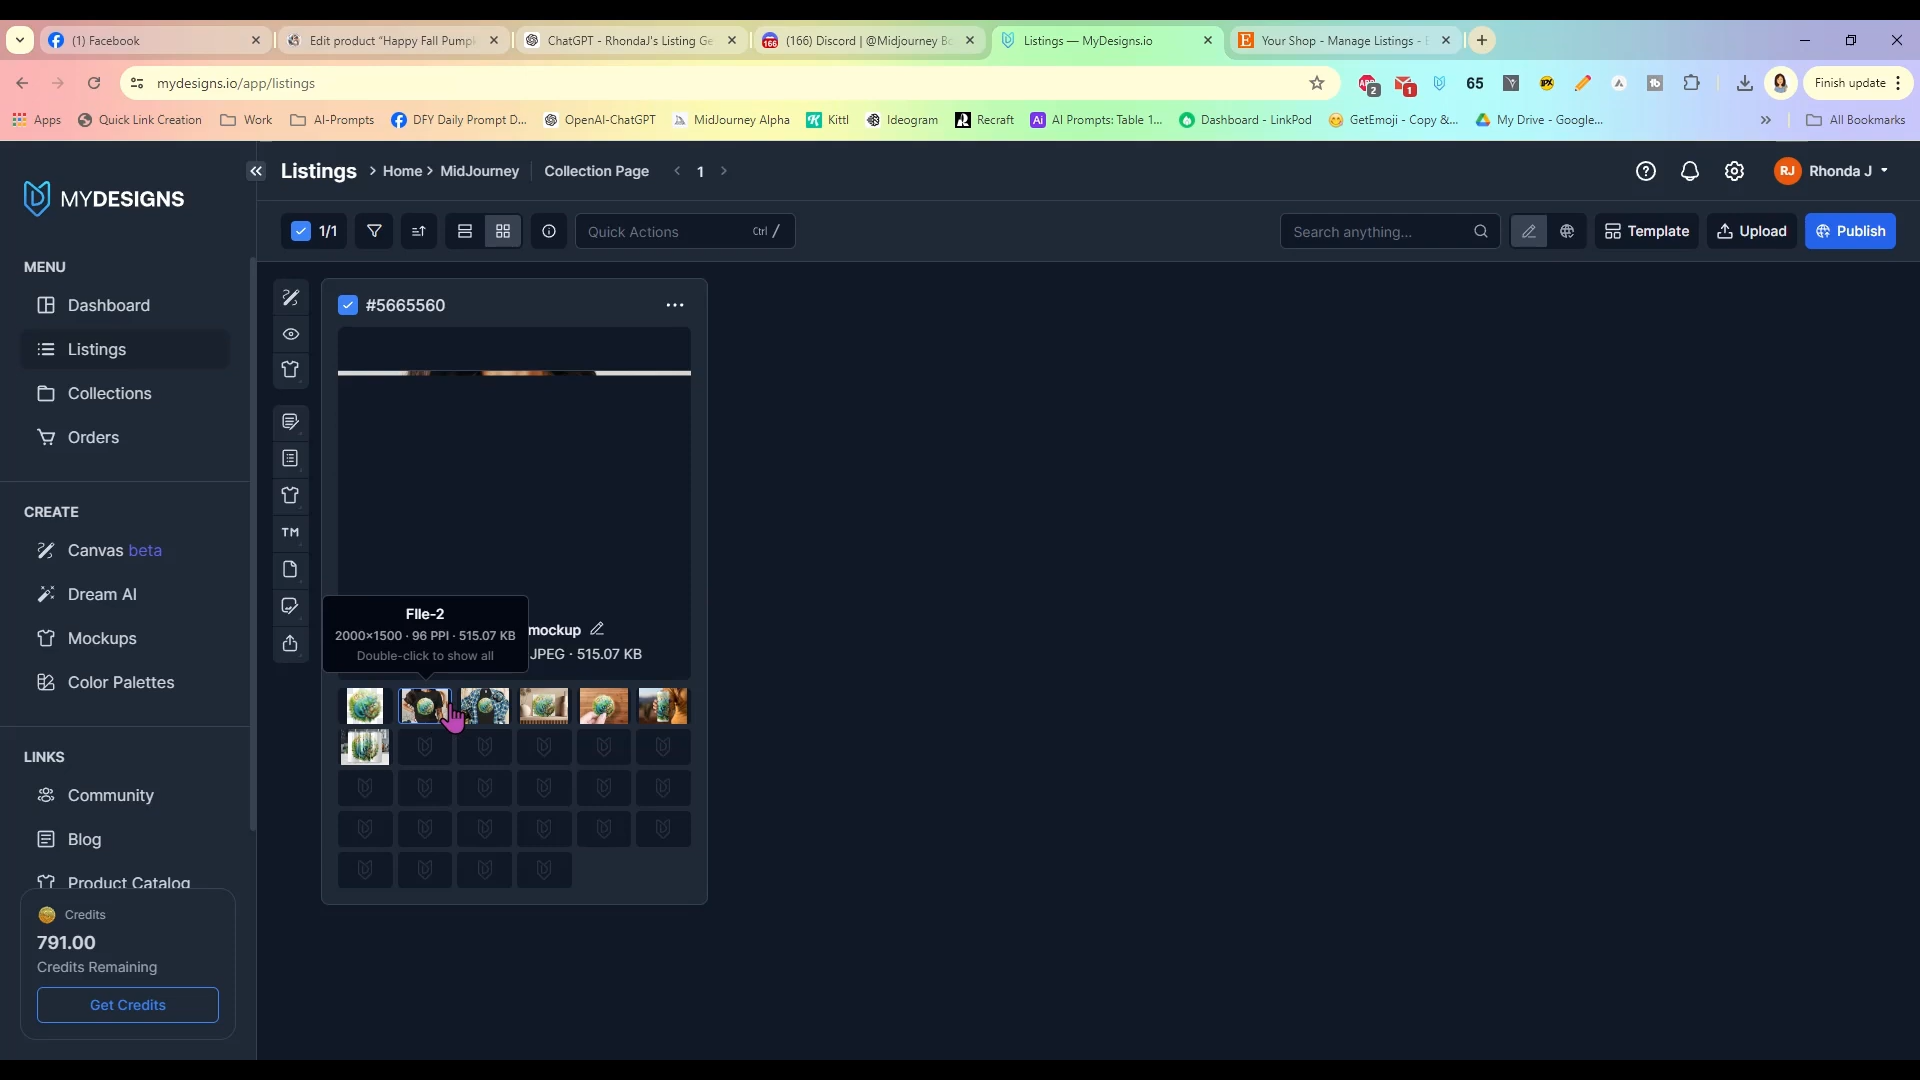 (1) Facebook
Edit product "Happy Fall Pump
ChatGPT - RhondaJ's Listing Ge
(166) Discord | @Midjourney Bo
Listings — MyDesigns.io
Your Shop - Manage Listings -
mydesigns.io/app/listings
2
1
65
Finish update
Apps
Quick Link Creation
Work
AI-Prompts
DFY Daily Prompt D...
OpenAI-ChatGPT
MidJourney Alpha
Kittl
Ideogram
Recraft
AI Prompts: Table 1...
Dashboard - LinkPod
GetEmoji - Copy &...
My Drive - Google...
All Bookmarks
MYDESIGNS
Listings
Home
MidJourney
Collection Page
1
RJ
Rhonda J
1/1
Quick Actions
Ctrl /
Search anything...
Template
Upload
Publish
MENU
Dashboard
Listings
Collections
Orders
CREATE
Canvas beta
Dream AI
Mockups
Color Palettes
LINKS
Community
Blog
Product Catalog
Credits
791.00
Credits Remaining
Get Credits
TM
#5665560
FIle-2
2000×1500 · 96 PPI · 515.07 KB
Double-click to show all
mockup
JPEG · 515.07 KB